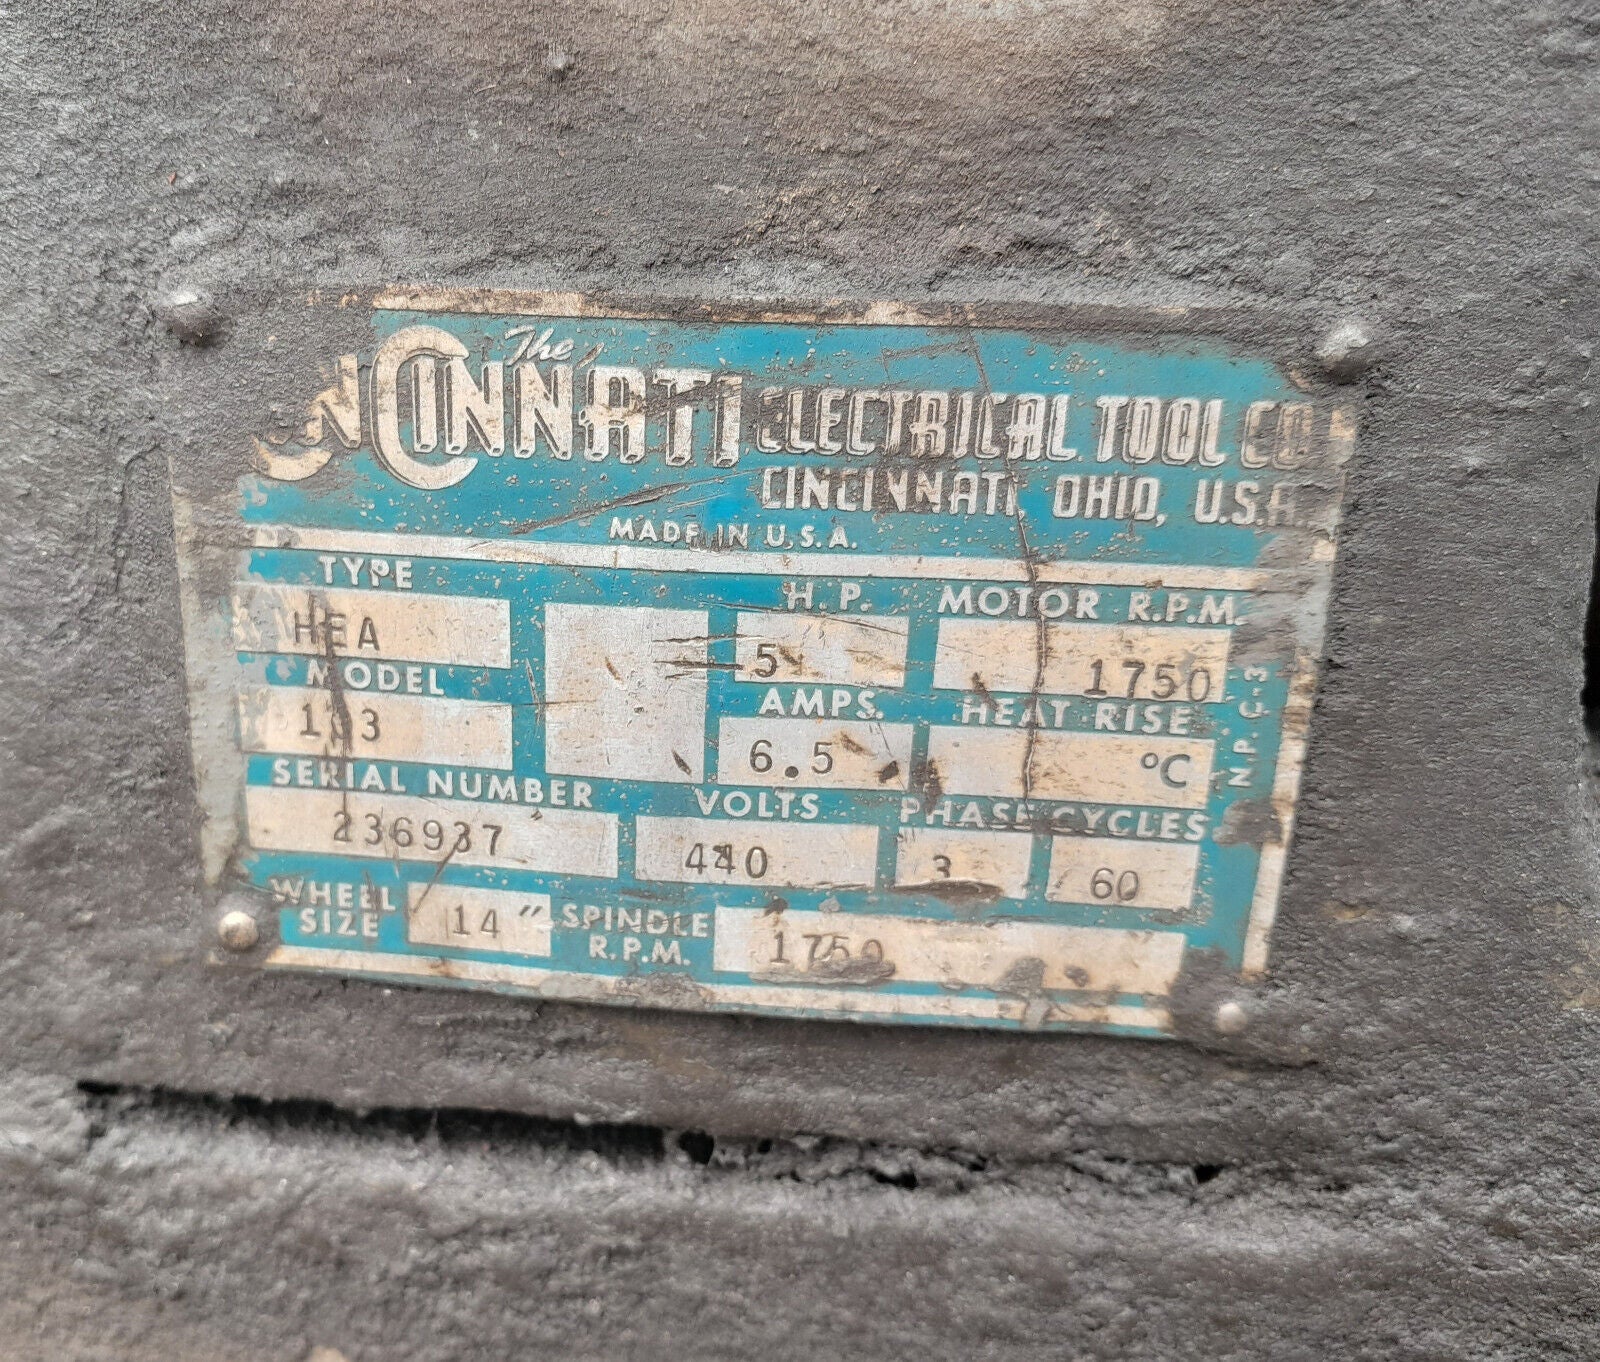 The
CINCINNATI ELECTRICAL TOOL CO
CINCINNATI, OHIO, U.S.A.
MADE IN U.S.A.
TYPE H.P. MOTOR R.P.M.
HEA 5 1750
MODEL AMPS. HEAT RISE
6.5 °C
SERIAL NUMBER VOLTS PHASE CYCLES
236937 440 3 60
WHEEL SIZE 14" SPINDLE R.P.M. 1750
N.P. C-3